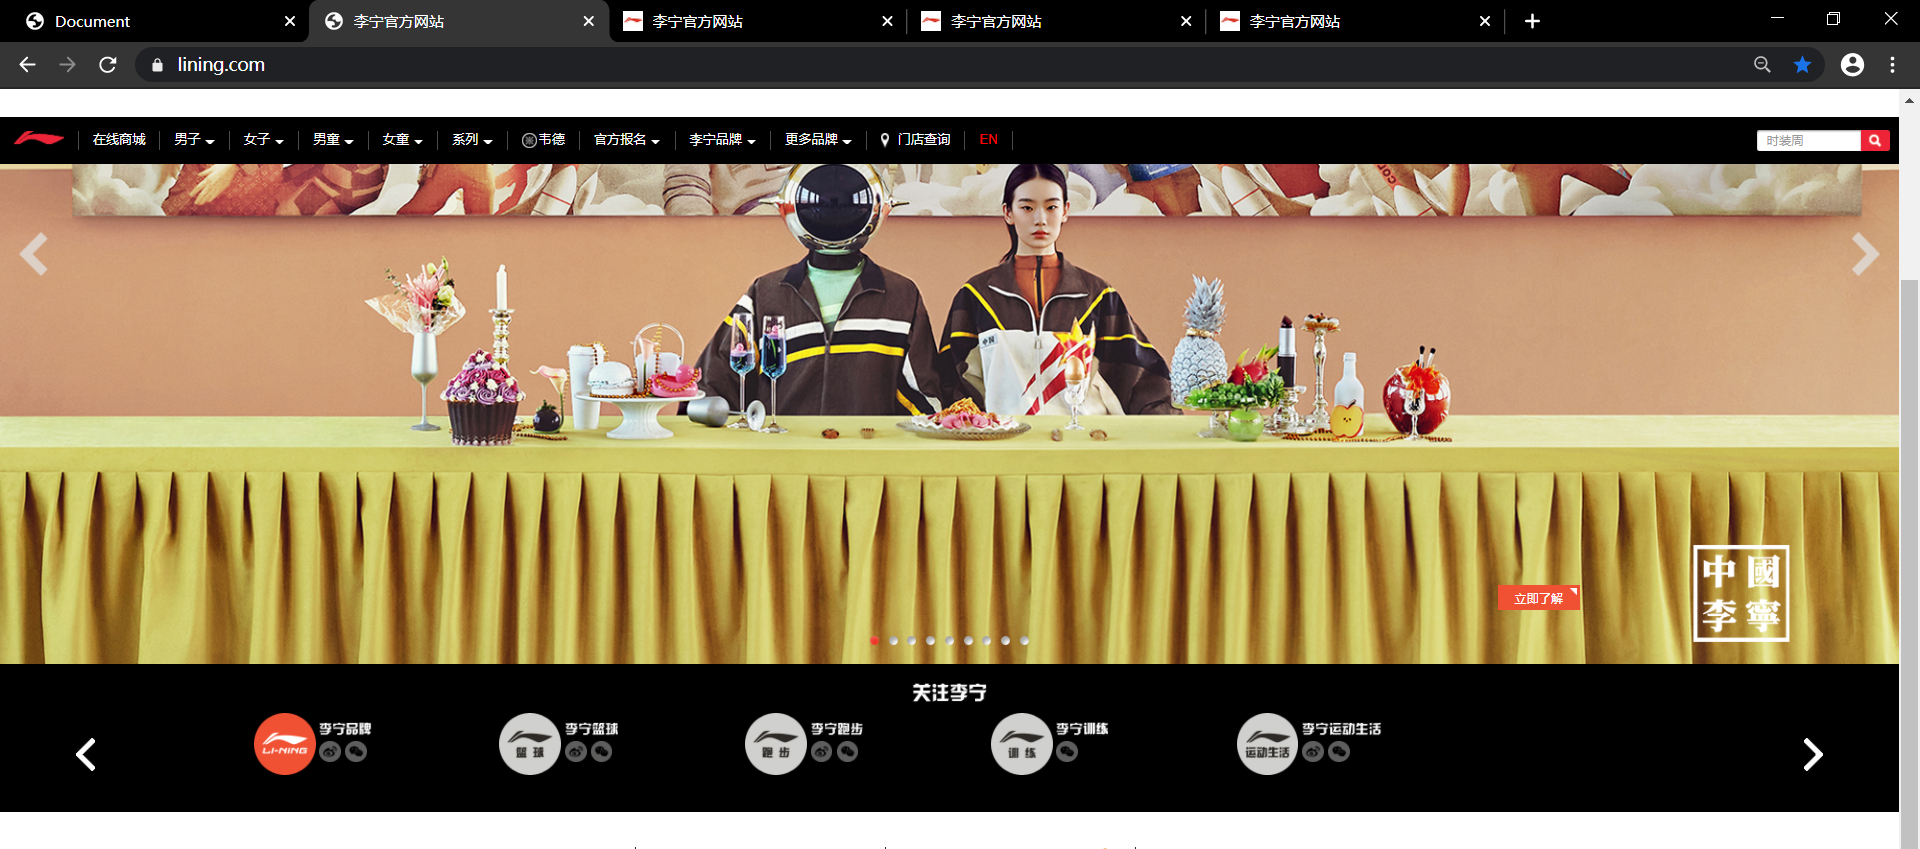 Document
李宁官方网站
李宁官方网站
李宁官方网站
李宁官方网站
lining.com
在线商城
男子
女子
男童
女童
系列
韦德
官方报名
李宁品牌
更多品牌
门店查询
EN
时装周
中国
立即了解
中國
李寧
关注李宁
LI-NING
李宁品牌
篮球
李宁篮球
跑步
李宁跑步
训练
李宁训练
运动生活
李宁运动生活